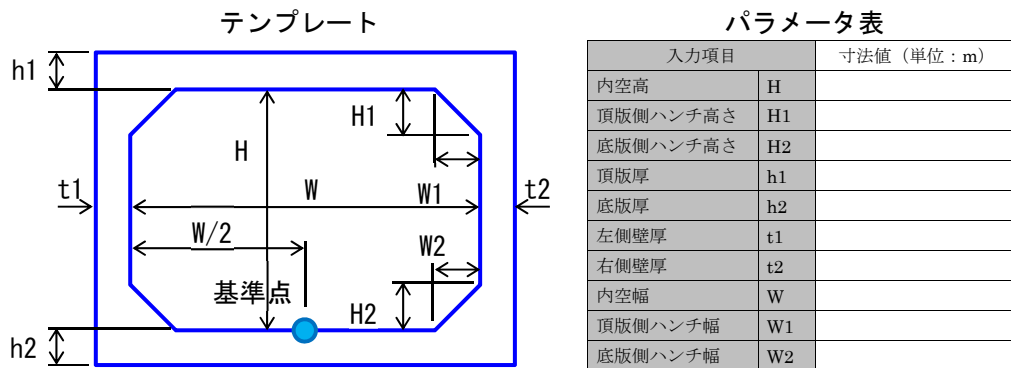 テンプレート
h1
H1
H
t1
W
W1
t2
W/2
W2
基準点
H2
h2
パラメータ表
入力項目 寸法値（単位：m）
内空高 H
頂版側ハンチ高さ H1
底版側ハンチ高さ H2
頂版厚 h1
底版厚 h2
左側壁厚 t1
右側壁厚 t2
内空幅 W
頂版側ハンチ幅 W1
底版側ハンチ幅 W2